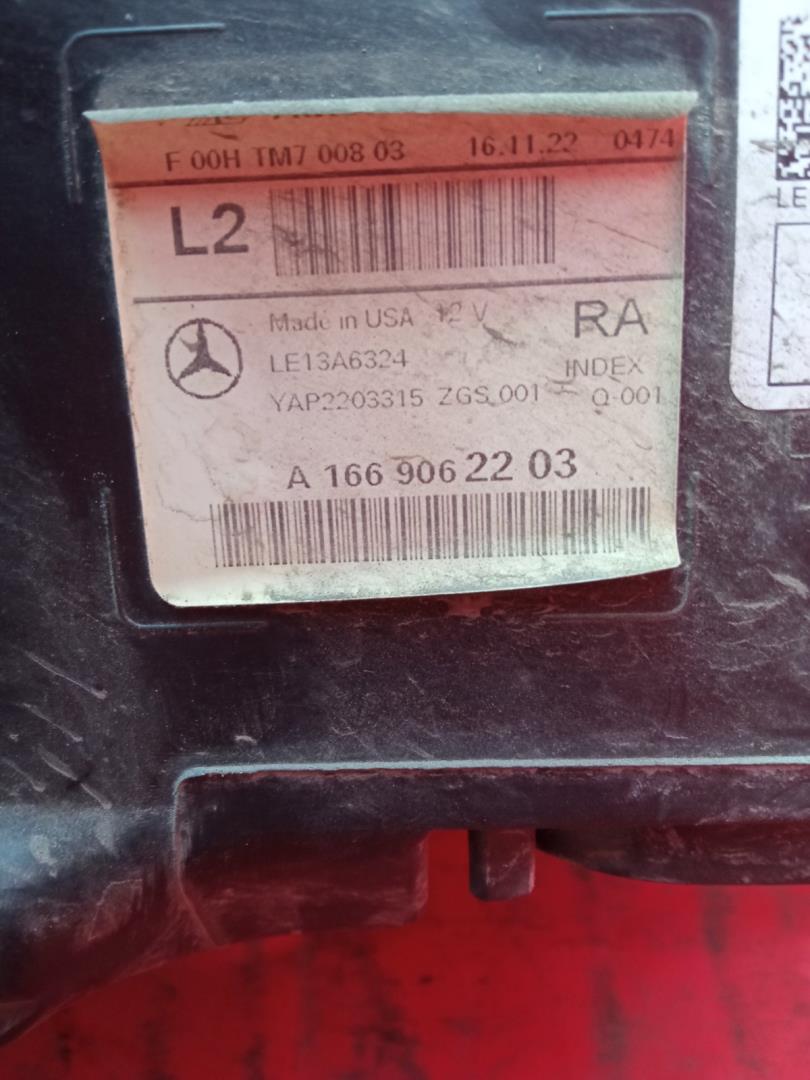 F 00H TM7 008 03 16.11.22 0474
L2
Made in USA 12 V RA
LE13A6324 INDEX
YAP2203315 ZGS 001 Q-001
A 166 906 22 03
LE